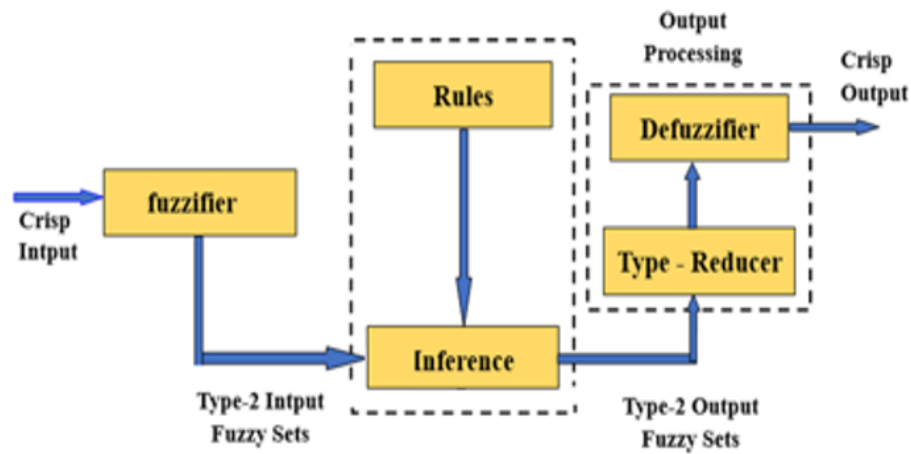 Output
Processing
Crisp
Output
Rules
Defuzzifier
fuzzifier
Crisp
Intput
Type - Reducer
Inference
Type-2 Intput
Fuzzy Sets
Type-2 Output
Fuzzy Sets